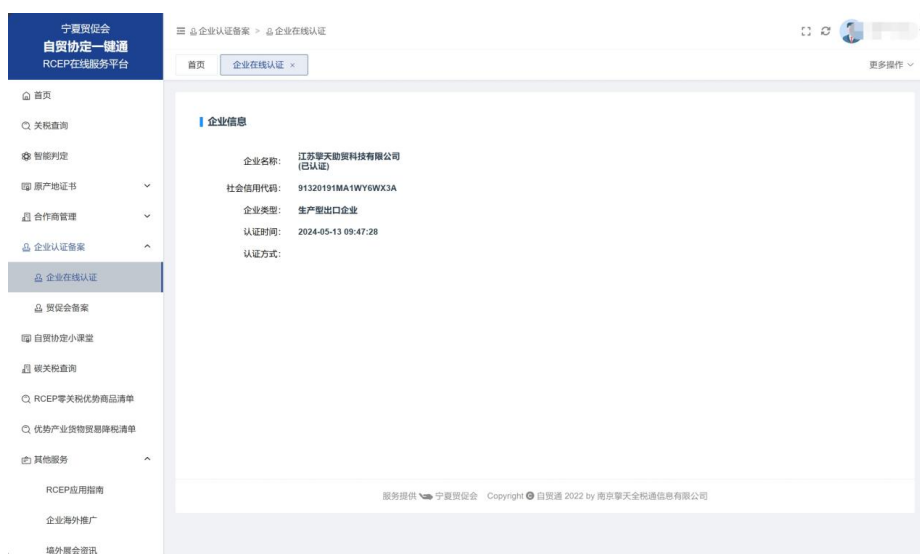 宁夏贸促会
自贸协定一键通
RCEP在线服务平台
企业认证备案 > 企业在线认证
首页
企业在线认证 ×
更多操作
首页
关税查询
智能判定
原产地证书
合作商管理
企业认证备案
企业在线认证
贸促会备案
自贸协定小课堂
碳关税查询
RCEP零关税优势商品清单
优势产业货物贸易降税清单
其他服务
RCEP应用指南
企业海外推广
境外展会资讯
企业信息
企业名称: 江苏擎天助贸科技有限公司
(已认证)
社会信用代码: 91320191MA1WY6WX3A
企业类型: 生产型出口企业
认证时间: 2024-05-13 09:47:28
认证方式:
服务提供 宁夏贸促会 Copyright 自贸通 2022 by 南京擎天全税通信息有限公司